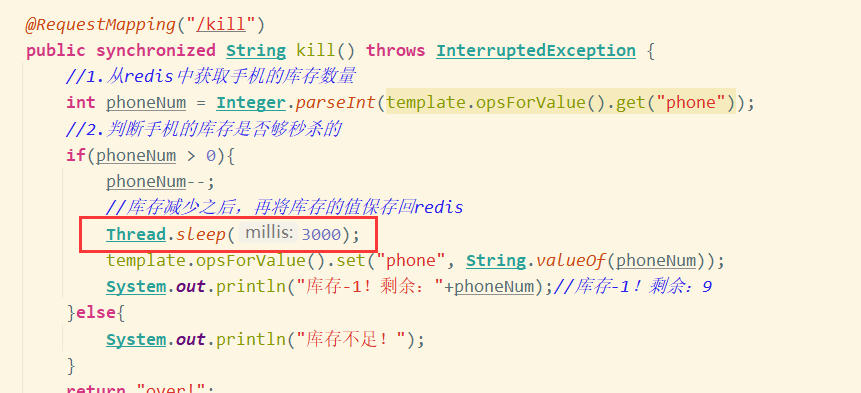 @RequestMapping("/kill")
public synchronized String kill() throws InterruptedException {
//1.从redis中获取手机的库存数量
int phoneNum = Integer.parseInt(template.opsForValue().get("phone"));
//2.判断手机的库存是否够秒杀的
if(phoneNum > 0){
phoneNum--;
//库存减少之后，再将库存的值保存回redis
Thread.sleep( millis: 3000);
template.opsForValue().set("phone", String.valueOf(phoneNum));
System.out.println("库存-1！剩余："+phoneNum);//库存-1！剩余：9
}else{
System.out.println("库存不足！");
}
return "over!";